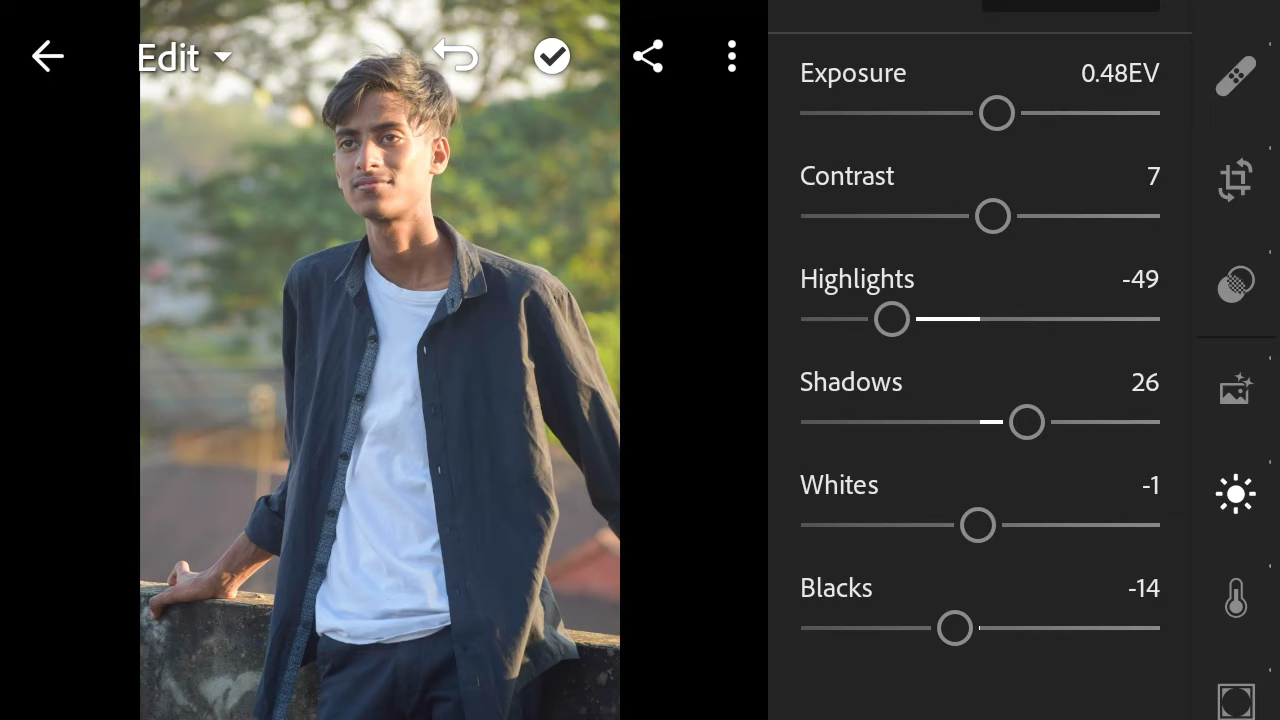 Edit
Exposure 0.48EV
Contrast 7
Highlights -49
Shadows 26
Whites -1
Blacks -14